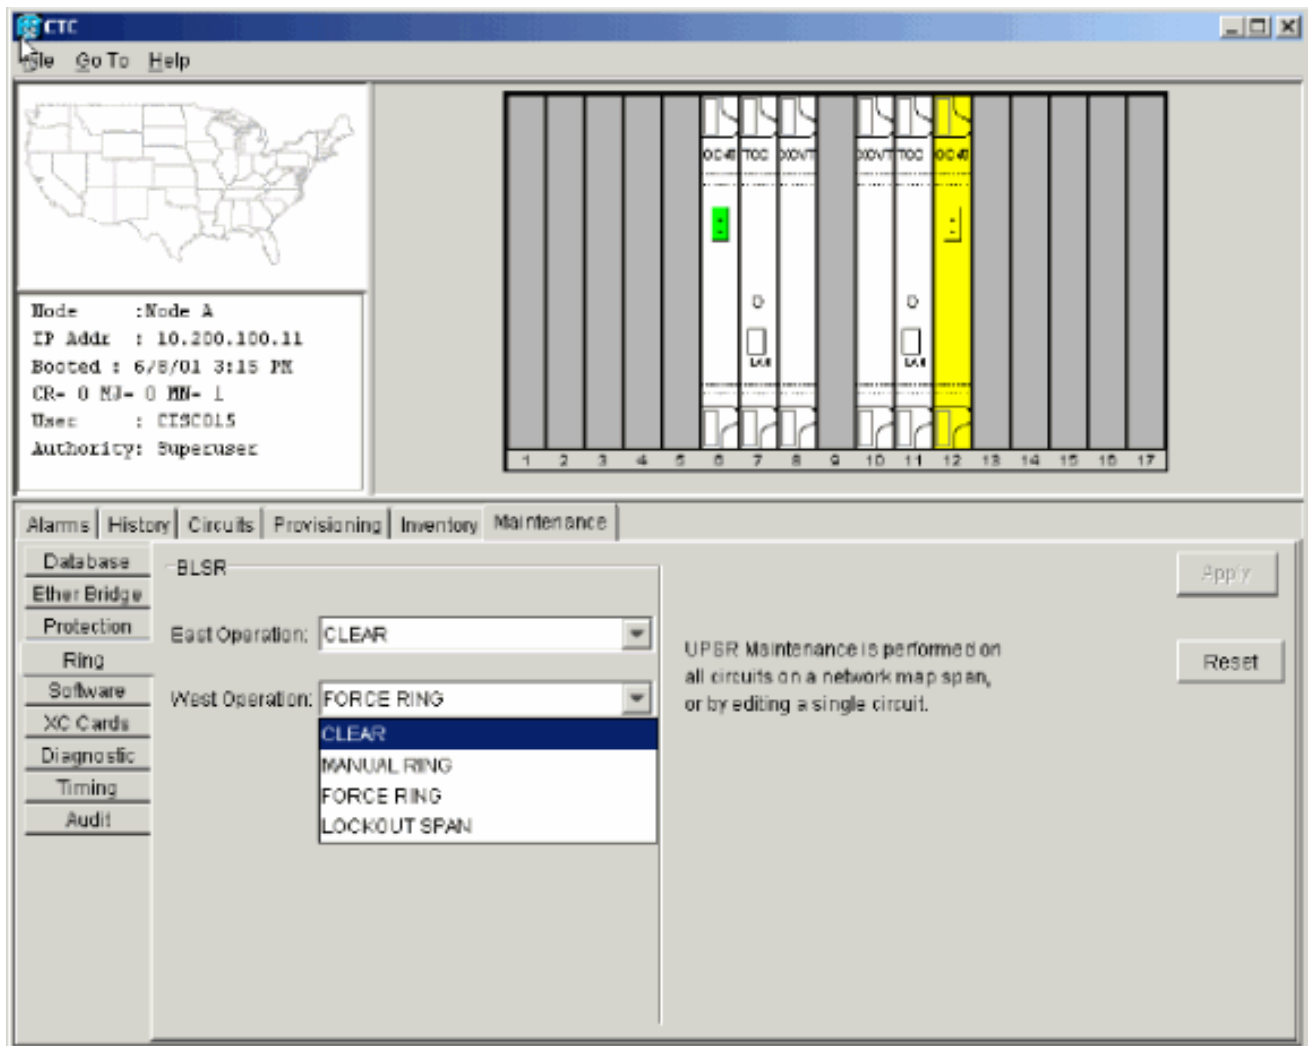 CTC
File Go To Help
OC48 TCC XCVT XCVT TCC OC48
LAN LAN
1 2 3 4 5 6 7 8 9 10 11 12 13 14 15 16 17
Node :Node A
IP Addr : 10.200.100.11
Booted : 6/8/01 3:15 PM
CR- 0 MJ- 0 MN- 1
User : CISCO15
Authority: Superuser
Alarms History Circuits Provisioning Inventory Maintenance
Database
Ether Bridge
Protection
Ring
Software
XC Cards
Diagnostic
Timing
Audit
BLSR
East Operation: CLEAR
West Operation: FORCE RING
CLEAR
MANUAL RING
FORCE RING
LOCKOUT SPAN
UPSR Maintenance is performed on
all circuits on a network map span,
or by editing a single circuit.
Apply
Reset